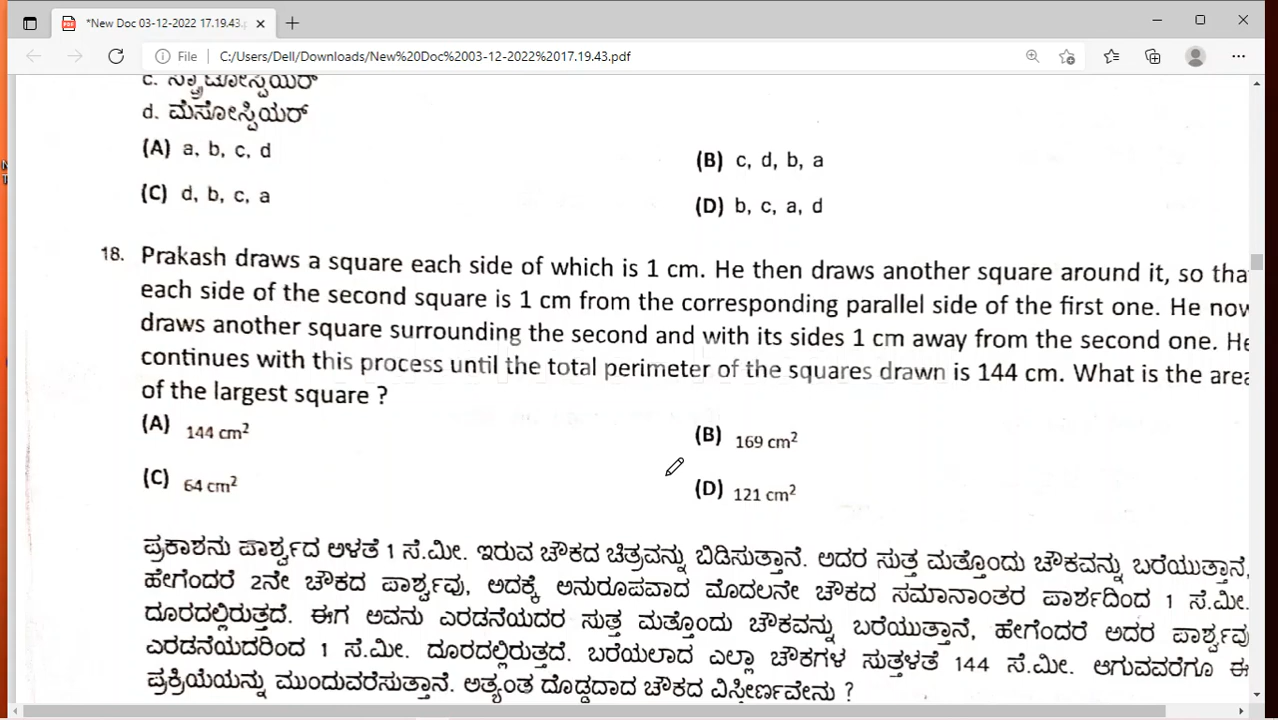 *New Doc 03-12-2022 17.19.43.
File C:/Users/Dell/Downloads/New%20Doc%2003-12-2022%2017.19.43.pdf
c. ಸ್ಟ್ರಾಟೋಸ್ಪಿಯರ್
d. ಮೆಸೋಸ್ಪಿಯರ್
(A) a, b, c, d
(B) c, d, b, a
(C) d, b, c, a
(D) b, c, a, d
18. Prakash draws a square each side of which is 1 cm. He then draws another square around it, so tha
each side of the second square is 1 cm from the corresponding parallel side of the first one. He now
draws another square surrounding the second and with its sides 1 cm away from the second one. He
continues with this process until the total perimeter of the squares drawn is 144 cm. What is the area
of the largest square ?
(A) 144 cm²
(B) 169 cm²
(C) 64 cm²
(D) 121 cm²
ಪ್ರಕಾಶನು ಪಾರ್ಶ್ವದ ಅಳತೆ 1 ಸೆ.ಮೀ. ಇರುವ ಚೌಕದ ಚಿತ್ರವನ್ನು ಬಿಡಿಸುತ್ತಾನೆ. ಅದರ ಸುತ್ತ ಮತ್ತೊಂದು ಚೌಕವನ್ನು ಬರೆಯುತ್ತಾನೆ,
ಹೇಗೆಂದರೆ 2ನೇ ಚೌಕದ ಪಾರ್ಶ್ವವು, ಅದಕ್ಕೆ ಅನುರೂಪವಾದ ಮೊದಲನೇ ಚೌಕದ ಸಮಾನಾಂತರ ಪಾರ್ಶದಿಂದ 1 ಸೆ.ಮೀ.
ದೂರದಲ್ಲಿರುತ್ತದೆ. ಈಗ ಅವನು ಎರಡನೆಯದರ ಸುತ್ತ ಮತ್ತೊಂದು ಚೌಕವನ್ನು ಬರೆಯುತ್ತಾನೆ, ಹೇಗೆಂದರೆ ಅದರ ಪಾರ್ಶ್ವವು
ಎರಡನೆಯದರಿಂದ 1 ಸೆ.ಮೀ. ದೂರದಲ್ಲಿರುತ್ತದೆ. ಬರೆಯಲಾದ ಎಲ್ಲಾ ಚೌಕಗಳ ಸುತ್ತಳತೆ 144 ಸೆ.ಮೀ. ಆಗುವವರೆಗೂ ಈ
ಪ್ರಕ್ರಿಯೆಯನ್ನು ಮುಂದುವರೆಸುತ್ತಾನೆ. ಅತ್ಯಂತ ದೊಡ್ಡದಾದ ಚೌಕದ ವಿಸ್ತೀರ್ಣವೇನು ?